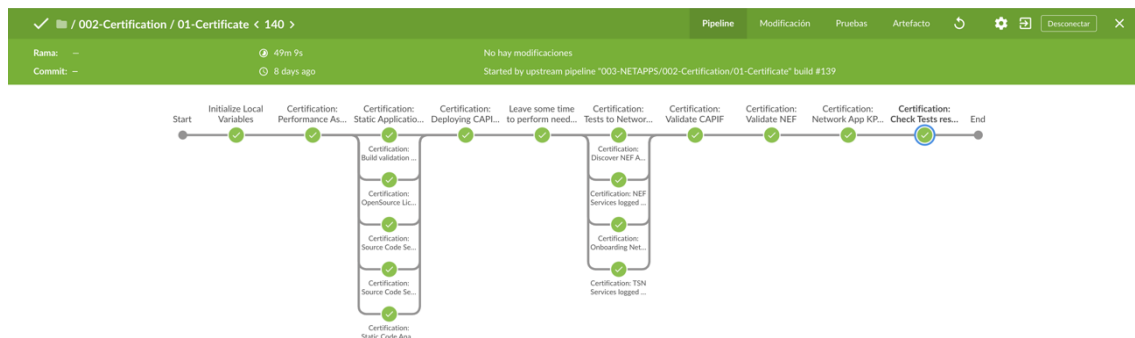 / 002-Certification / 01-Certificate < 140 >
Pipeline Modificación Pruebas Artefacto Desconectar
Rama: – 49m 9s No hay modificaciones
Commit: – 8 days ago Started by upstream pipeline "003-NETAPPS/002-Certification/01-Certificate" build #139
Start
Initialize Local
Variables
Certification:
Performance As...
Certification:
Static Applicatio...
Certification:
Deploying CAPI...
Leave some time
to perform need...
Certification:
Tests to Networ...
Certification:
Validate CAPIF
Certification:
Validate NEF
Certification:
Network App KP...
Certification:
Check Tests res...
End
Certification:
Build validation ...
Certification:
OpenSource Lic...
Certification:
Source Code Se...
Certification:
Source Code Se...
Certification:
Static Code Ana...
Certification:
Discover NEF A...
Certification: NEF
Services logged ...
Certification:
Onboarding Net...
Certification: TSN
Services logged ...